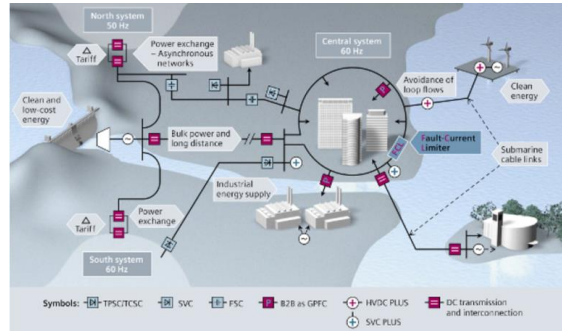 North system
50 Hz
Tariff
Power exchange
– Asynchronous
networks
Central system
60 Hz
Avoidance of
loop flows
Clean
energy
Clean and
low-cost
energy
Bulk power and
long distance
FCL
Fault-Current
Limiter
Submarine
cable links
Industrial
energy supply
Tariff
Power
exchange
South system
60 Hz
Symbols:
TPSC/TCSC
SVC
FSC
B2B as GPFC
HVDC PLUS
SVC PLUS
DC transmission
and interconnection